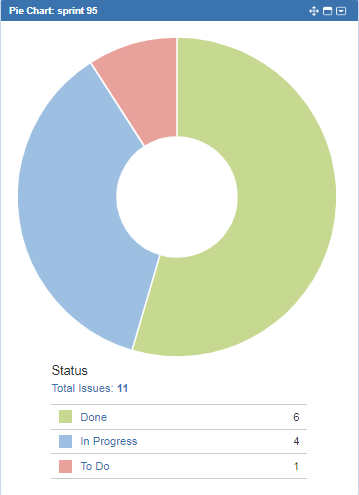 Pie Chart: sprint 95
Status
Total Issues: 11
Done 6
In Progress 4
To Do 1